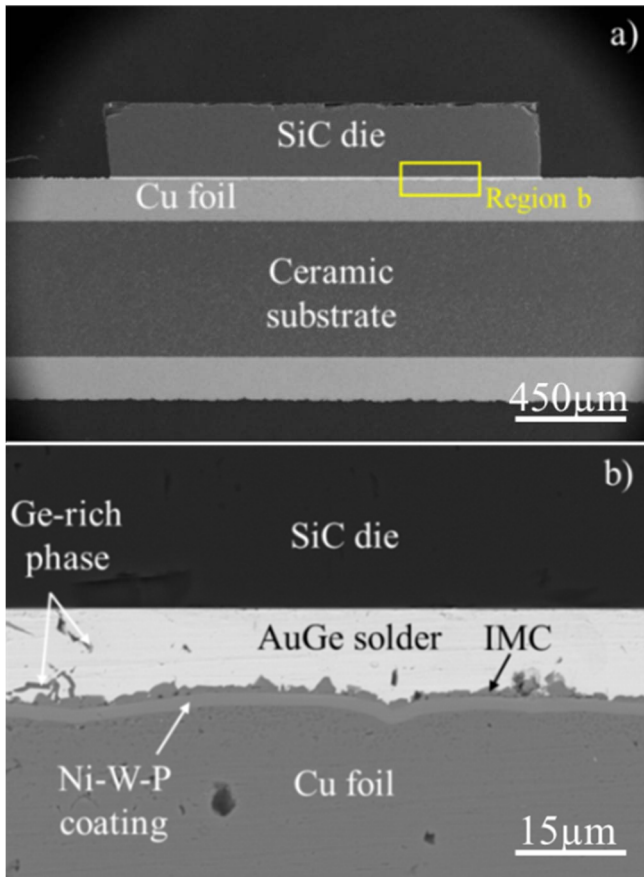 a)
SiC die
Cu foil
Region b
Ceramic
substrate
450µm
b)
Ge-rich
phase
SiC die
AuGe solder
IMC
Ni-W-P
coating
Cu foil
15µm